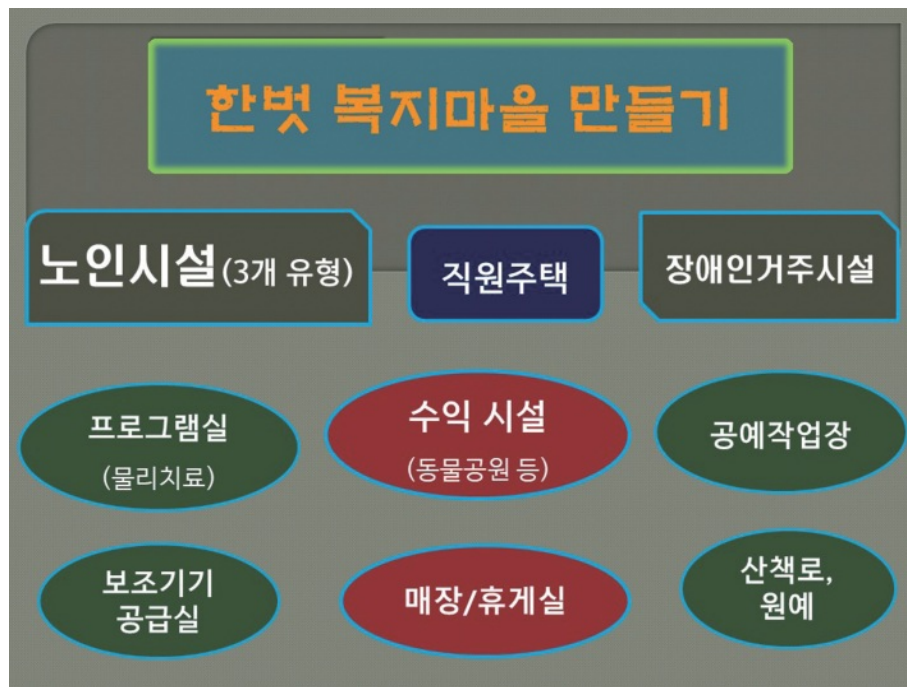 한벗 복지마을 만들기
노인시설(3개 유형)
직원주택
장애인거주시설
프로그램실
(물리치료)
수익 시설
(동물공원 등)
공예작업장
보조기기
공급실
매장/휴게실
산책로,
원예